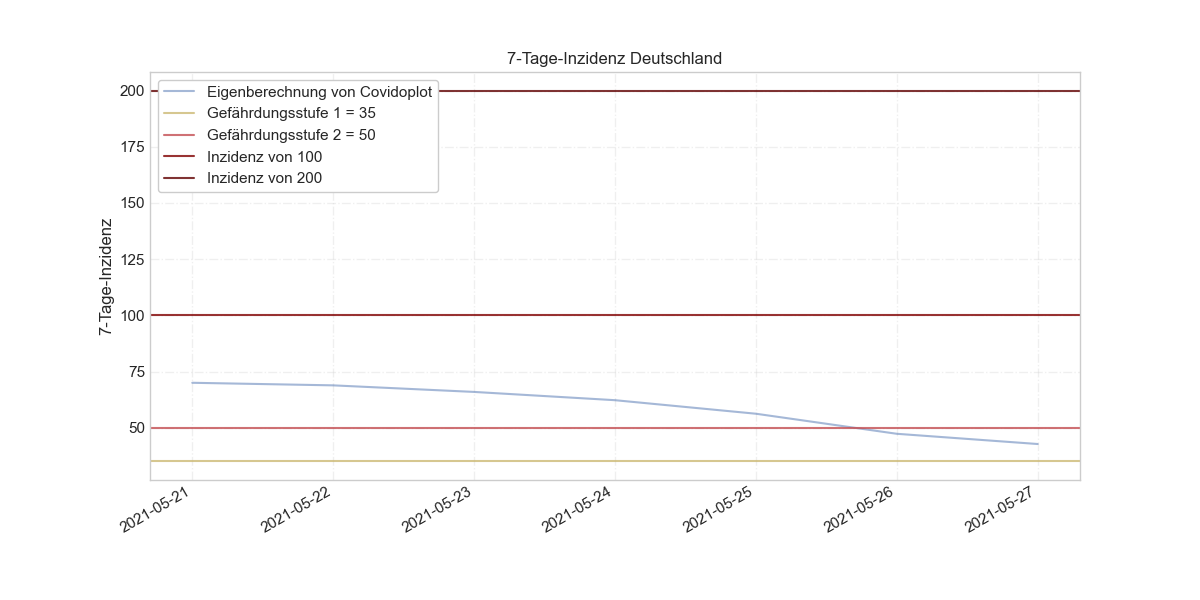 7-Tage-Inzidenz Deutschland
Eigenberechnung von Covidoplot
Gefährdungsstufe 1 = 35
Gefährdungsstufe 2 = 50
Inzidenz von 100
Inzidenz von 200
7-Tage-Inzidenz
200
175
150
125
100
75
50
2021-05-21
2021-05-22
2021-05-23
2021-05-24
2021-05-25
2021-05-26
2021-05-27